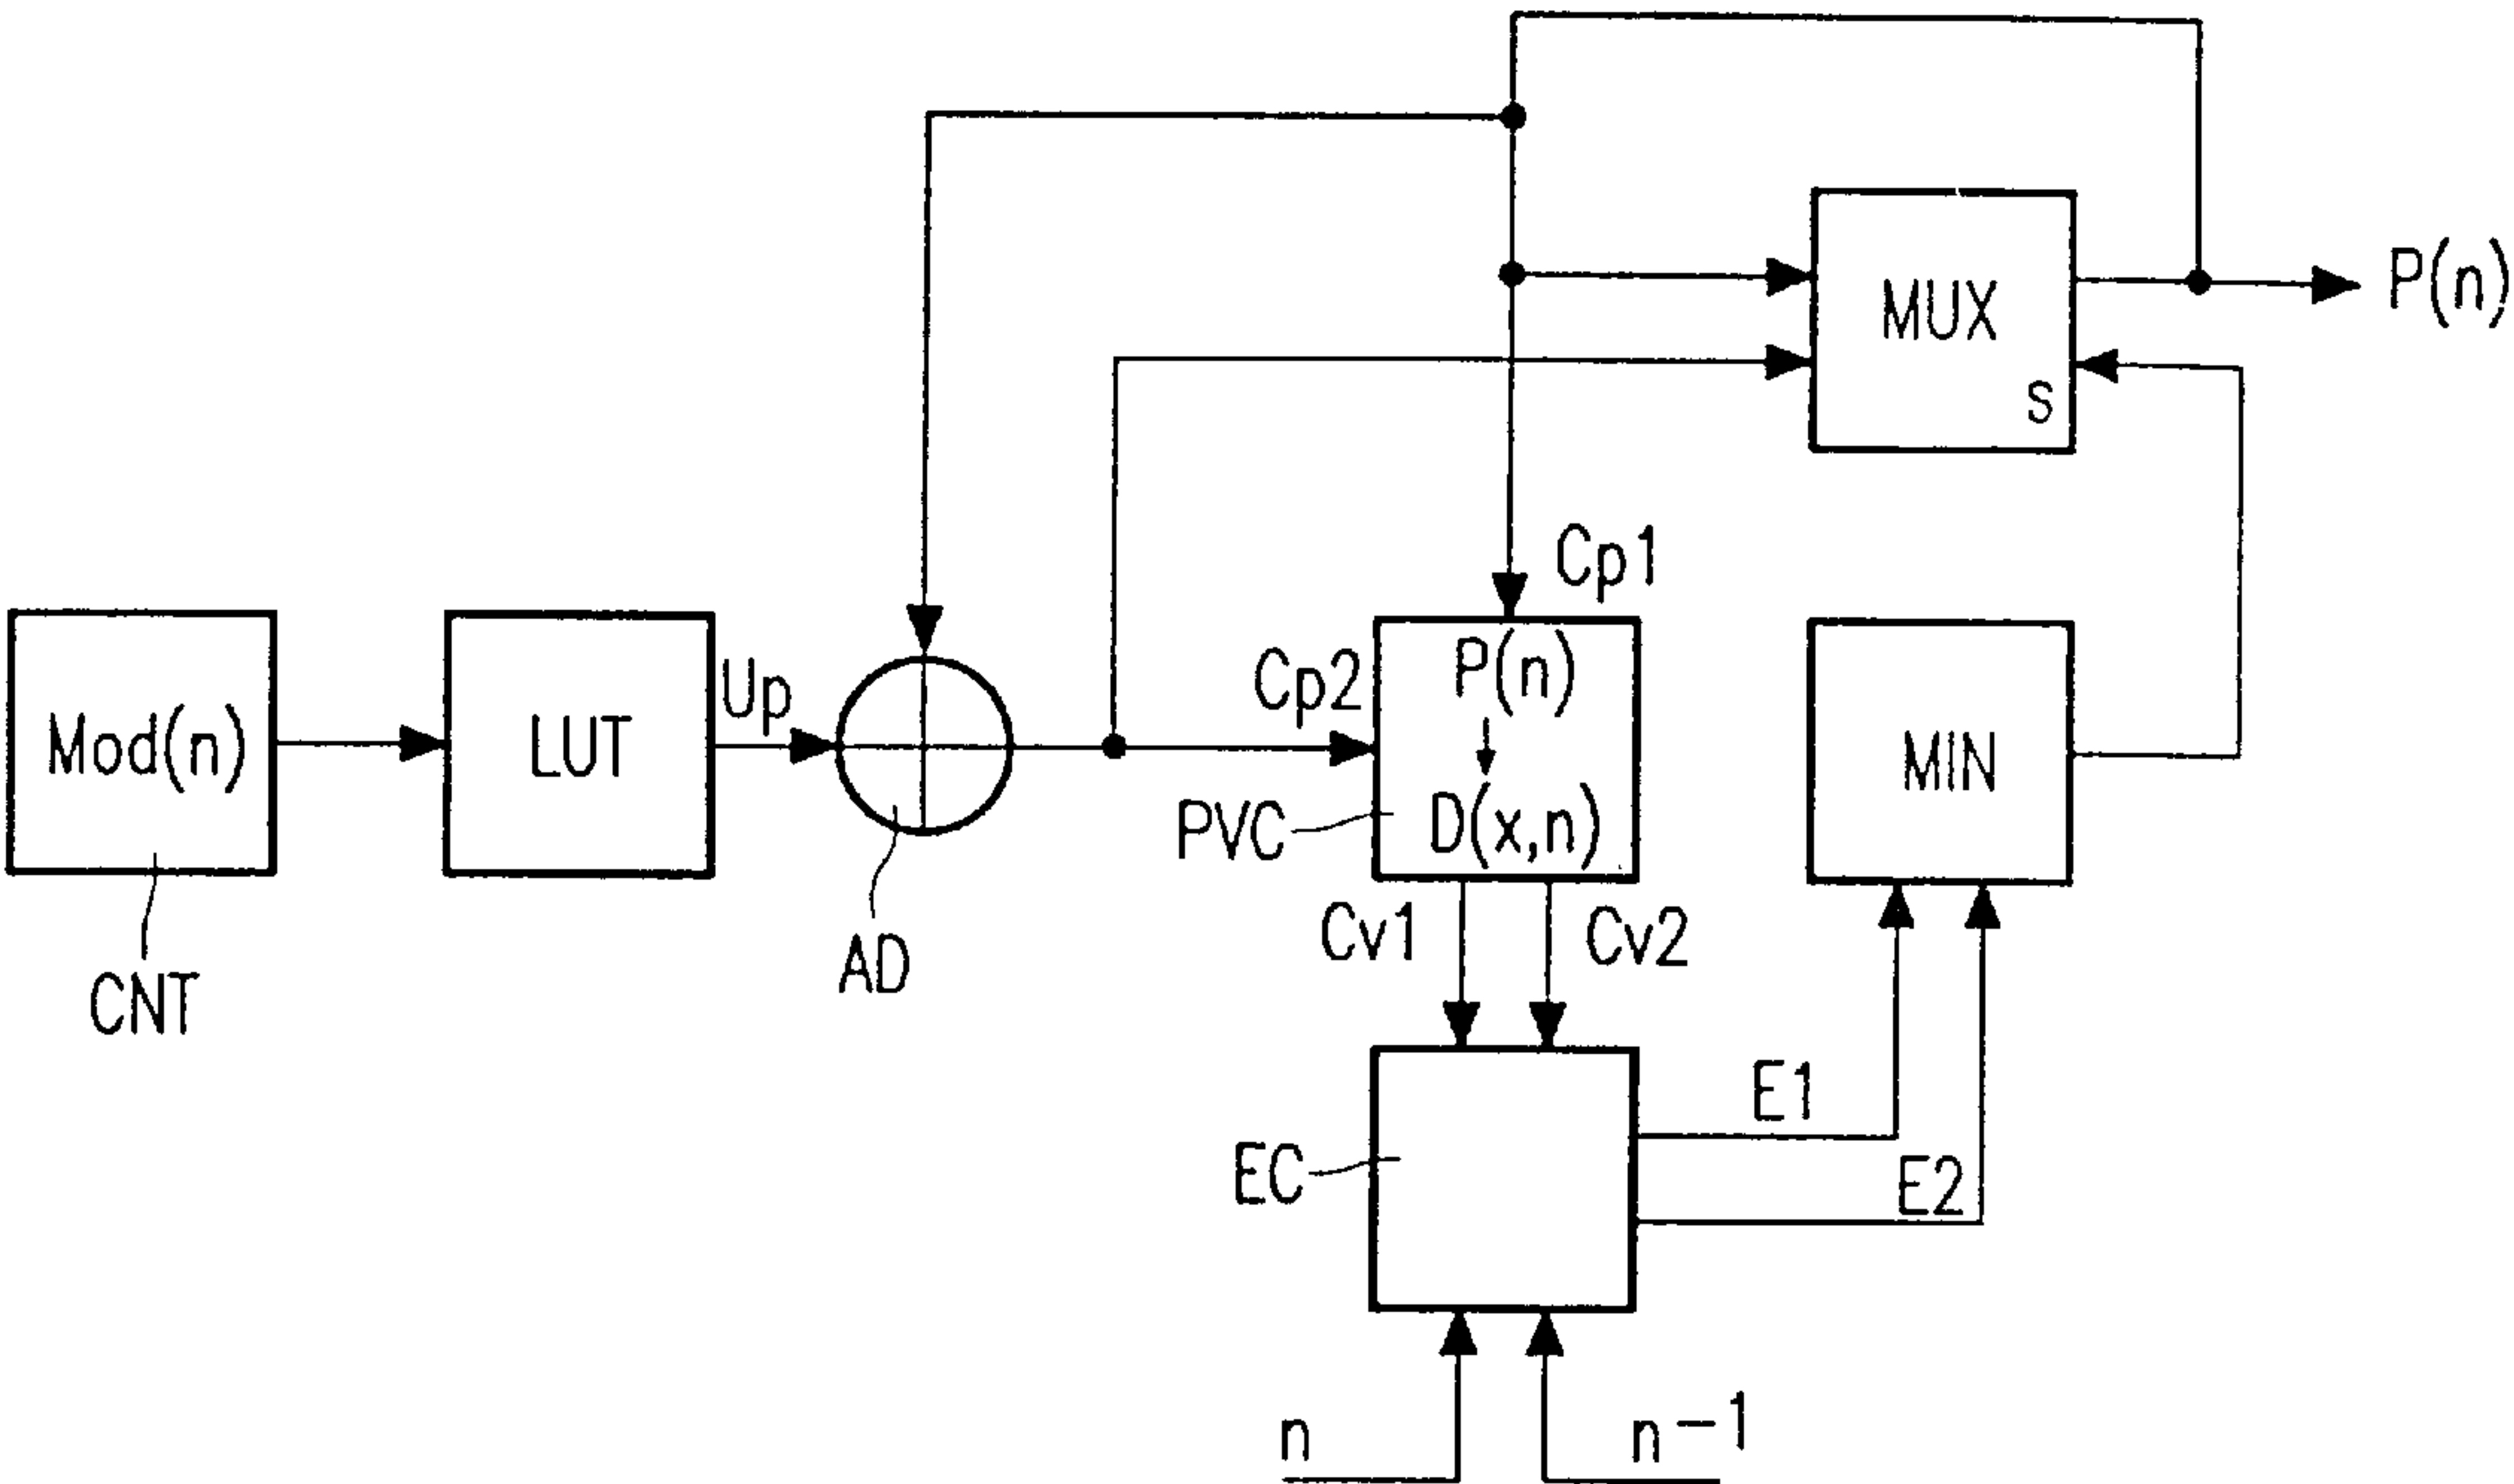 P(n)
MUX
S
Cp1
Mod(n)
LUT
Up
Cp2
P(n)
D(x,n)
PVC
MIN
CNT
AD
Cv1
Cv2
EC
E1
E2
n
n-1